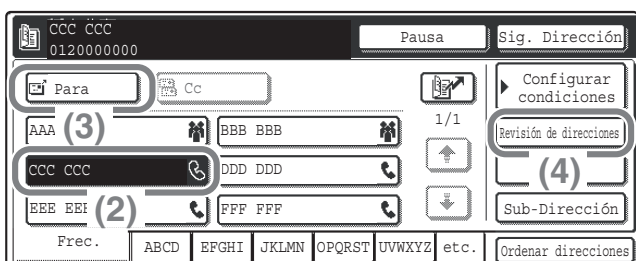 CCC CCC
0120000000
Pausa
Sig. Dirección
Para
Cc
Configurar
condiciones
(3)
1/1
AAA
BBB BBB
Revisión de direcciones
CCC CCC
DDD DDD
(4)
EEE EEE
(2)
FFF FFF
Sub-Dirección
Frec.
ABCD
EFGHI
JKLMN
OPQRST
UVWXYZ
etc.
Ordenar direcciones